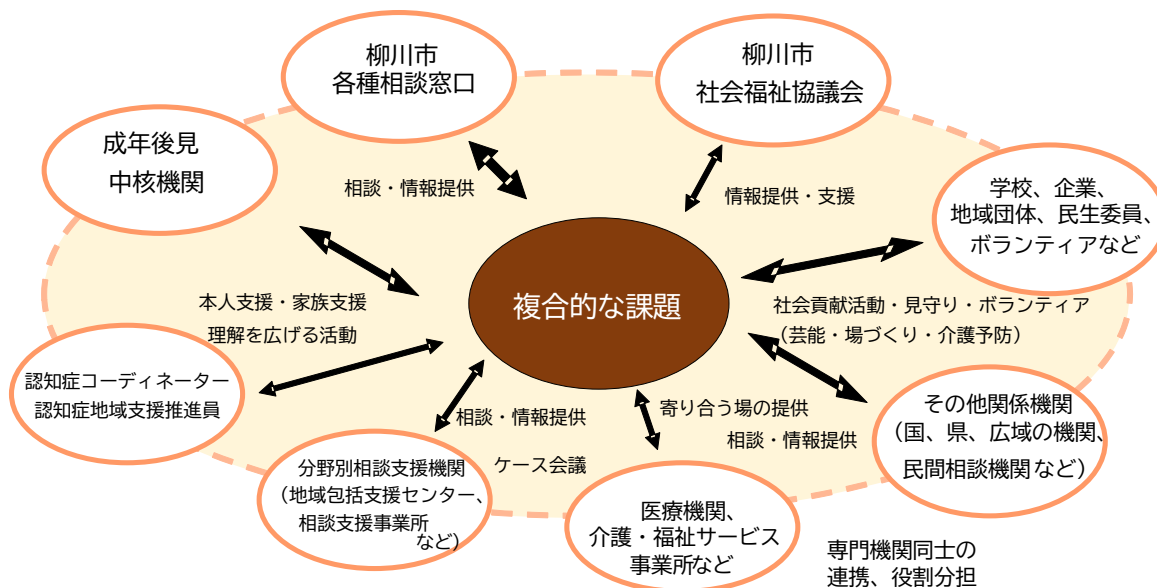 柳川市
各種相談窓口
柳川市
社会福祉協議会
成年後見
中核機関
相談・情報提供
情報提供・支援
学校、企業、
地域団体、民生委員、
ボランティアなど
複合的な課題
本人支援・家族支援
理解を広げる活動
社会貢献活動・見守り・ボランティア
（芸能・場づくり・介護予防）
認知症コーディネーター
認知症地域支援推進員
相談・情報提供
寄り合う場の提供
相談・情報提供
その他関係機関
（国、県、広域の機関、
民間相談機関など）
ケース会議
分野別相談支援機関
（地域包括支援センター、
相談支援事業所
など）
医療機関、
介護・福祉サービス
事業所など
専門機関同士の
連携、役割分担